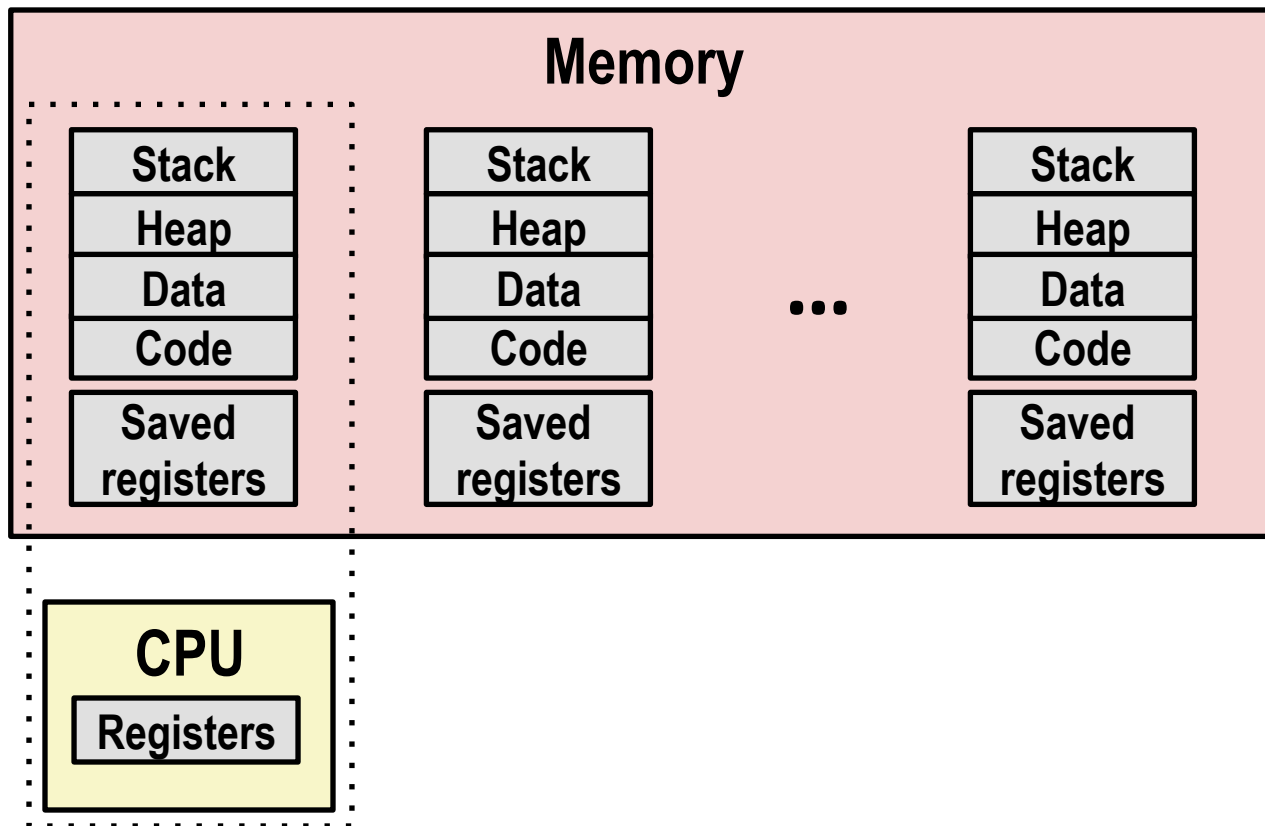 Memory
Stack
Heap
Data
Code
Saved
registers
Stack
Heap
Data
Code
Saved
registers
...
Stack
Heap
Data
Code
Saved
registers
CPU
Registers